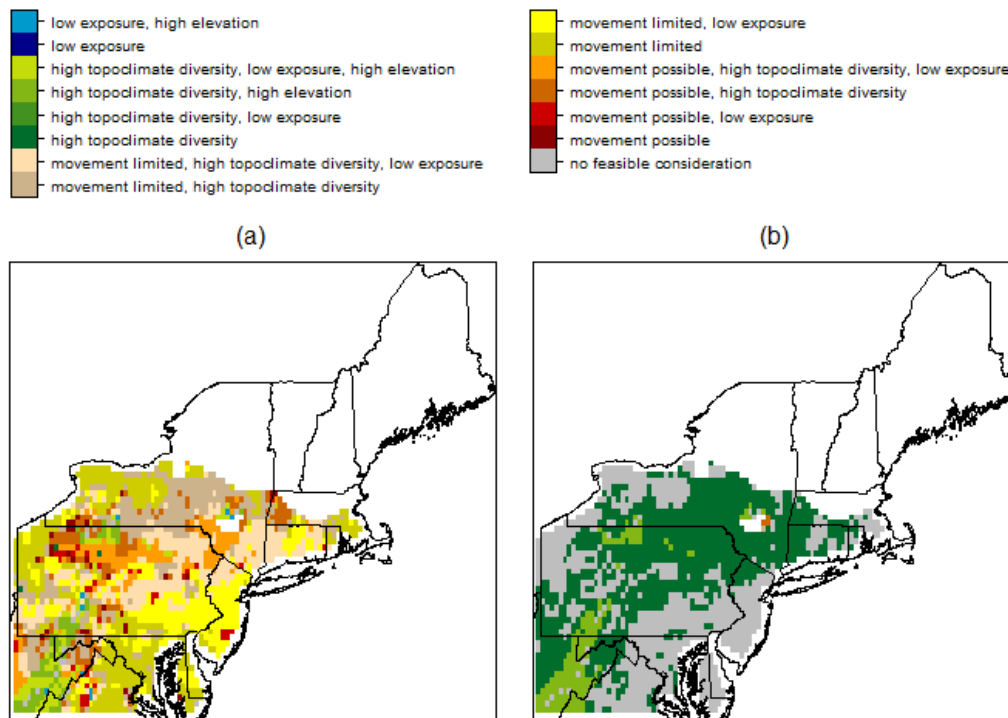 low exposure, high elevation
low exposure
high topoclimate diversity, low exposure, high elevation
high topoclimate diversity, high elevation
high topoclimate diversity, low exposure
high topoclimate diversity
movement limited, high topoclimate diversity, low exposure
movement limited, high topoclimate diversity
movement limited, low exposure
movement limited
movement possible, high topoclimate diversity, low exposure
movement possible, high topoclimate diversity
movement possible, low exposure
movement possible
no feasible consideration
(a)
(b)